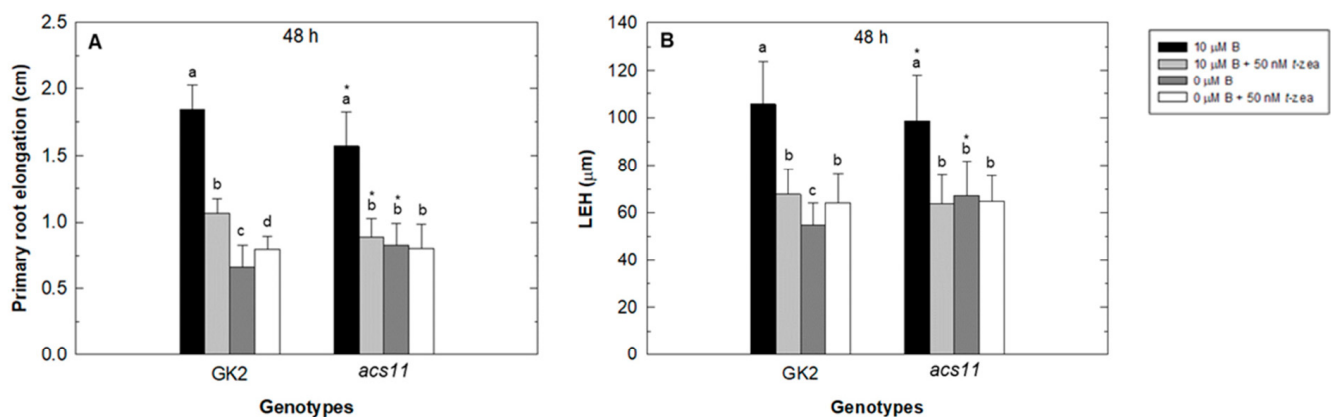 A
48 h
Primary root elongation (cm)
2.5
2.0
1.5
1.0
0.5
0.0
a
b
c
d
*
a
*
b
*
b
b
GK2
acs11
Genotypes
B
48 h
LEH (µm)
140
120
100
80
60
40
20
0
a
b
c
b
*
a
b
*
b
b
GK2
acs11
Genotypes
10 µM B
10 µM B + 50 nM t-zea
0 µM B
0 µM B + 50 nM t-zea